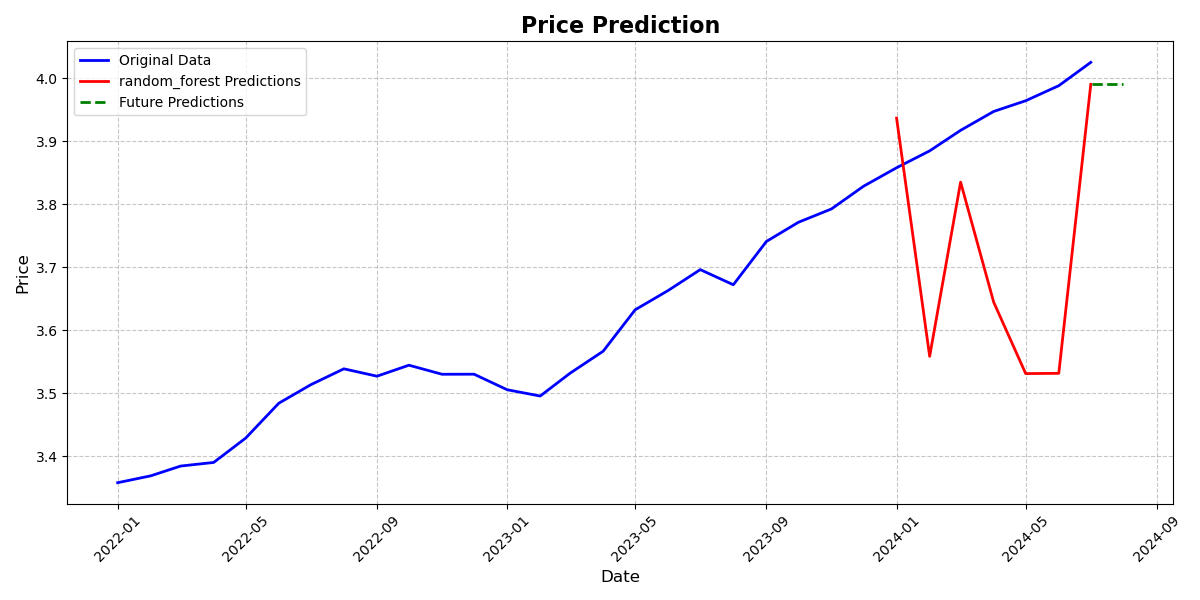 Price Prediction
Original Data
random_forest Predictions
Future Predictions
Price
4.0
3.9
3.8
3.7
3.6
3.5
3.4
2022-01
2022-05
2022-09
2023-01
2023-05
2023-09
2024-01
2024-05
2024-09
Date